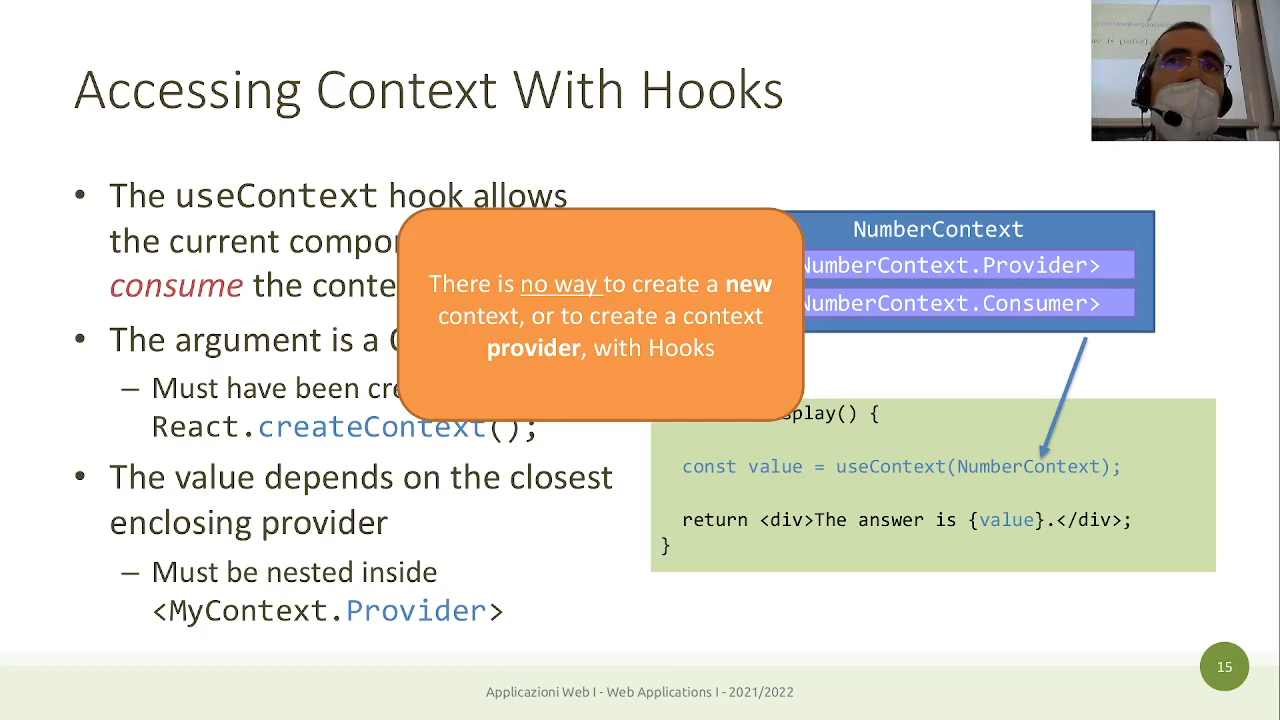 Accessing Context With Hooks
• The useContext hook allows
the current compo
consume the conte
• The argument is a
– Must have been cre
React.createContext();
• The value depends on the closest
enclosing provider
– Must be nested inside
<MyContext.Provider>
There is no way to create a new
context, or to create a context
provider, with Hooks
NumberContext
NumberContext.Provider>
NumberContext.Consumer>
splay() {
const value = useContext(NumberContext);
return <div>The answer is {value}.</div>;
}
15
Applicazioni Web I - Web Applications I - 2021/2022